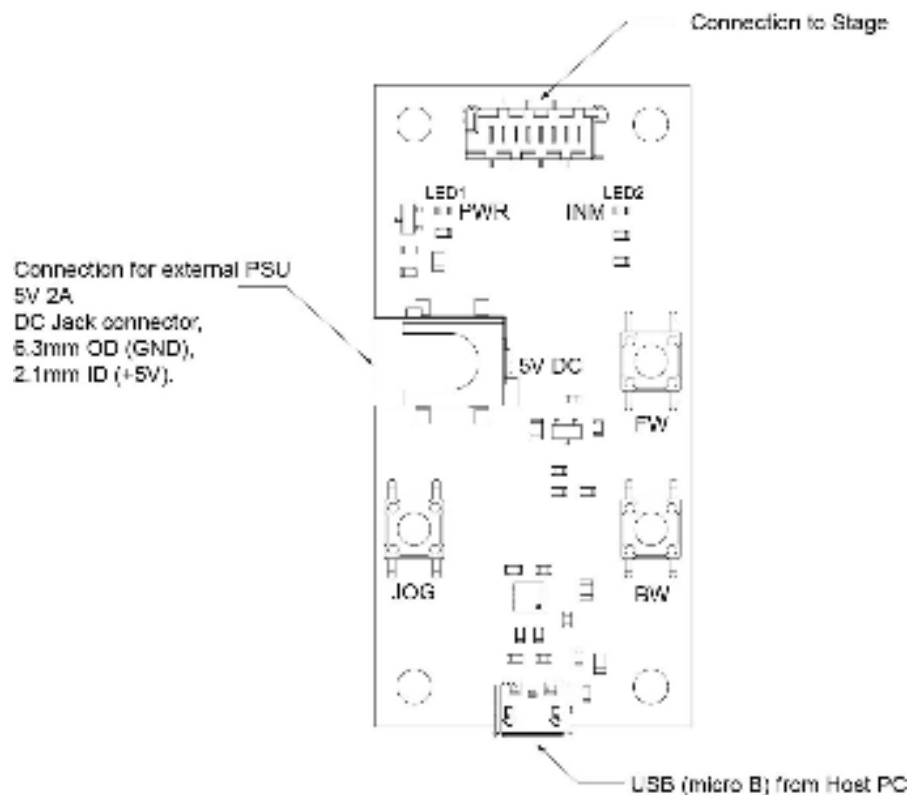 Connection to Stage
LED1
PWR
LED2
INM
Connection for external PSU
5V 2A
DC Jack connector,
6.3mm OD (GND),
2.1mm ID (+5V).
5V DC
FW
JOG
BW
USB (micro B) from Host PC